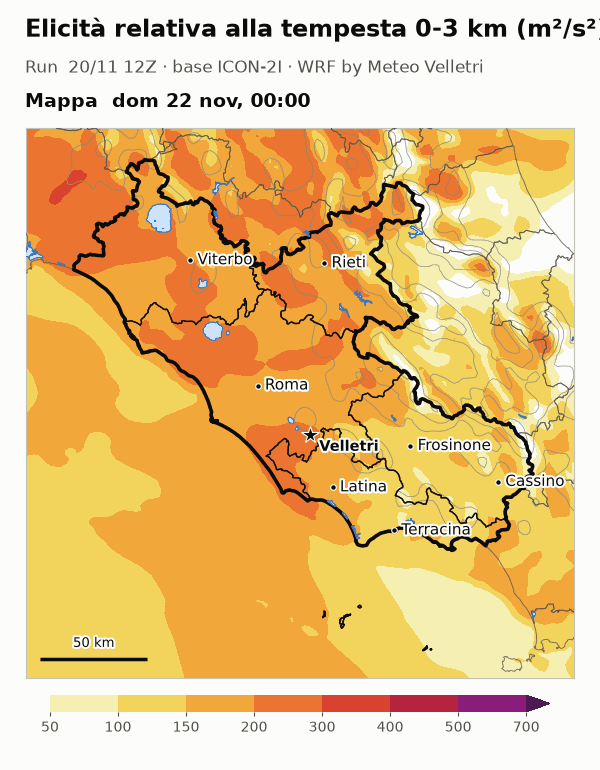 Elicità relativa alla tempesta 0-3 km (m²/s²)
Run 20/11 12Z · base ICON-2I · WRF by Meteo Velletri
Mappa dom 22 nov, 00:00
Viterbo
Rieti
Roma
Velletri
Frosinone
Latina
Cassino
Terracina
50 km
50 100 150 200 300 400 500 700